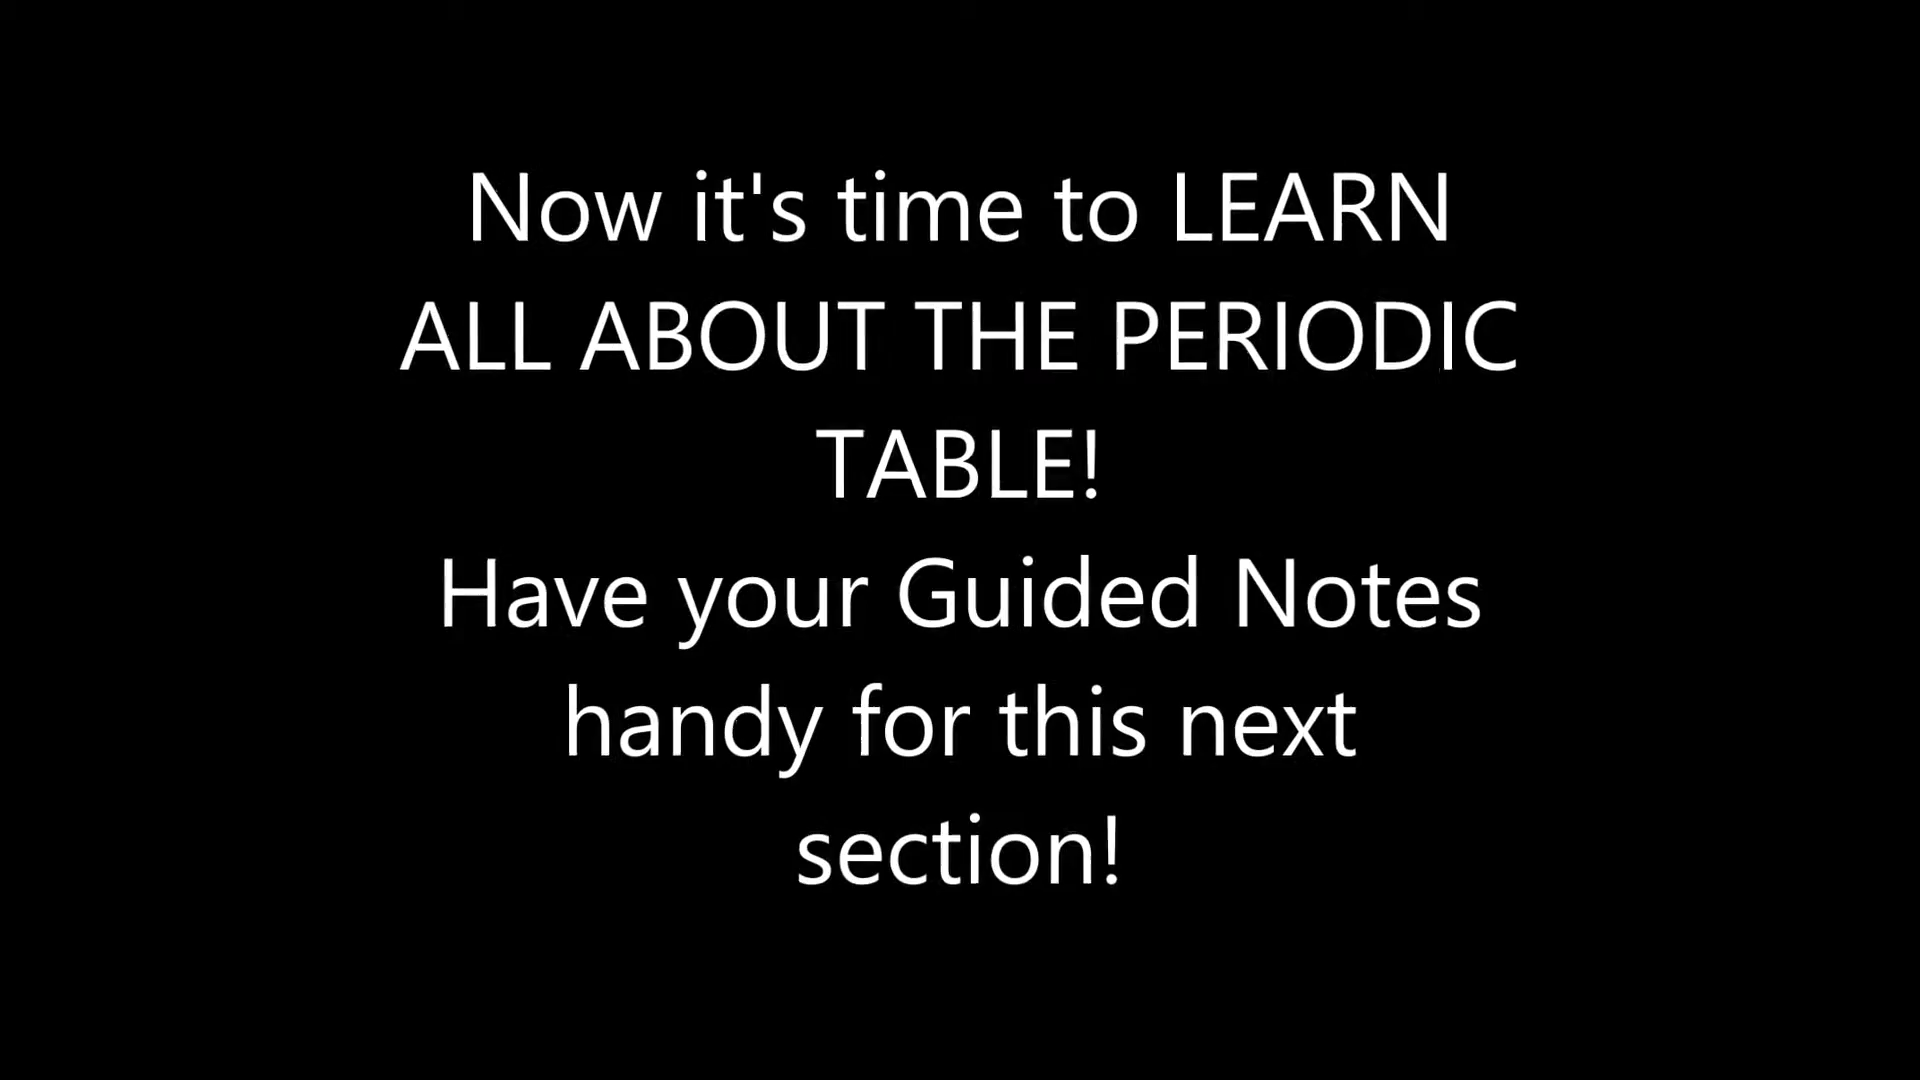 Now it's time to LEARN
ALL ABOUT THE PERIODIC
TABLE!
Have your Guided Notes
handy for this next
section!